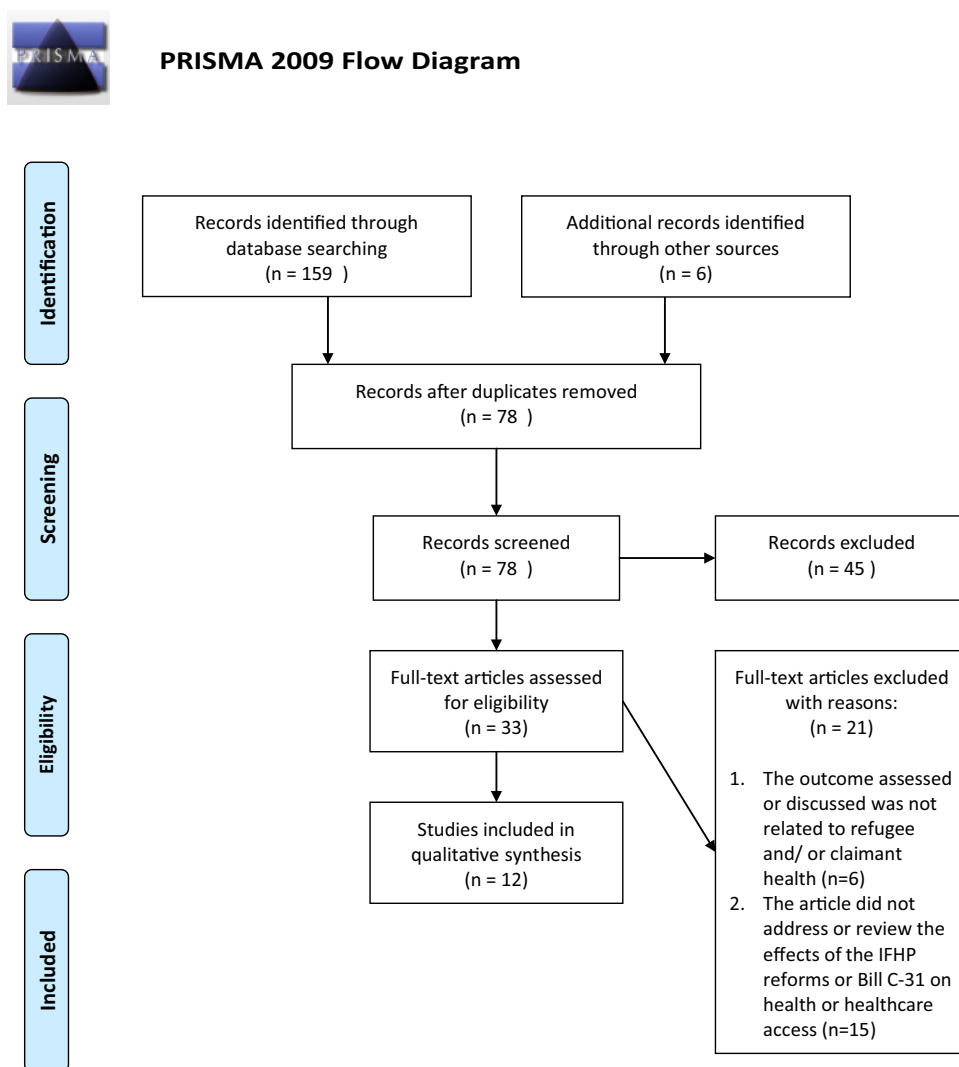 PRISMA
PRISMA 2009 Flow Diagram
Identification
Records identified through
database searching
(n = 159  )
Additional records identified
through other sources
(n = 6)
Records after duplicates removed
(n = 78  )
Screening
Records screened
(n = 78  )
Records excluded
(n = 45 )
Eligibility
Full-text articles assessed
for eligibility
(n = 33)
Full-text articles excluded
with reasons:
(n = 21)
1. The outcome assessed
or discussed was not
related to refugee
and/ or claimant
health (n=6)
2. The article did not
address or review the
effects of the IFHP
reforms or Bill C-31 on
health or healthcare
access (n=15)
Included
Studies included in
qualitative synthesis
(n = 12)